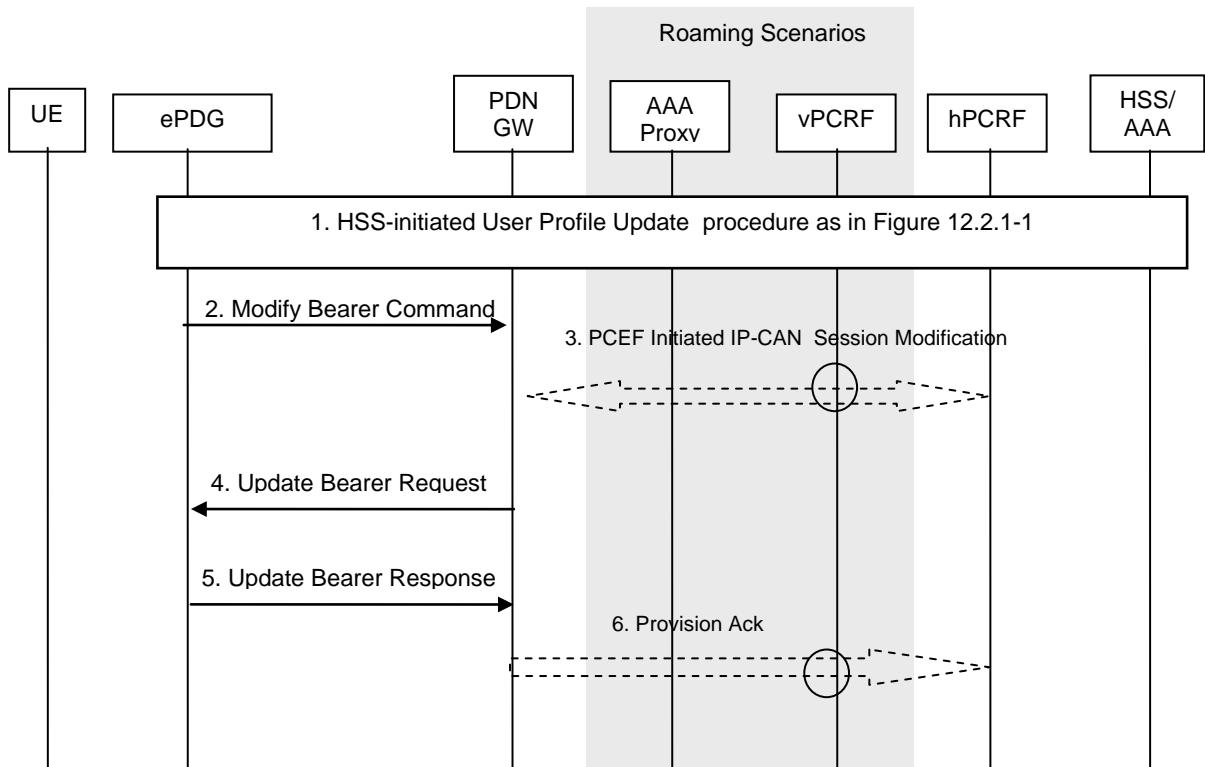 Roaming Scenarios
UE
ePDG
PDN
GW
AAA
Proxy
vPCRF
hPCRF
HSS/
AAA
1. HSS-initiated User Profile Update procedure as in Figure 12.2.1-1
2. Modify Bearer Command
3. PCEF Initiated IP-CAN Session Modification
4. Update Bearer Request
5. Update Bearer Response
6. Provision Ack